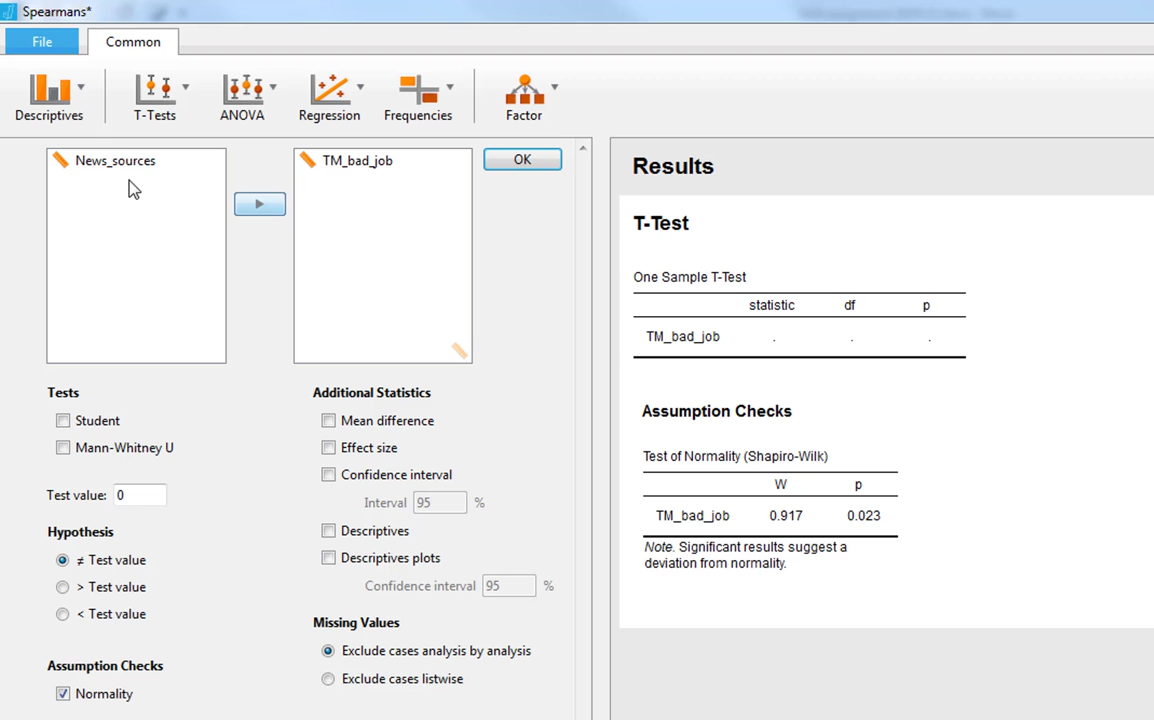 Spearmans*
File
Common
Descriptives
T-Tests
ANOVA
Regression
Frequencies
Factor
News_sources
TM_bad_job
OK
Tests
Student
Mann-Whitney U
Test value: 0
Hypothesis
≠ Test value
> Test value
< Test value
Assumption Checks
Normality
Additional Statistics
Mean difference
Effect size
Confidence interval
Interval 95 %
Descriptives
Descriptives plots
Confidence interval 95 %
Missing Values
Exclude cases analysis by analysis
Exclude cases listwise
Results
T-Test
One Sample T-Test
statistic df p
TM_bad_job . . .
Assumption Checks
Test of Normality (Shapiro-Wilk)
W p
TM_bad_job 0.917 0.023
Note. Significant results suggest a
deviation from normality.